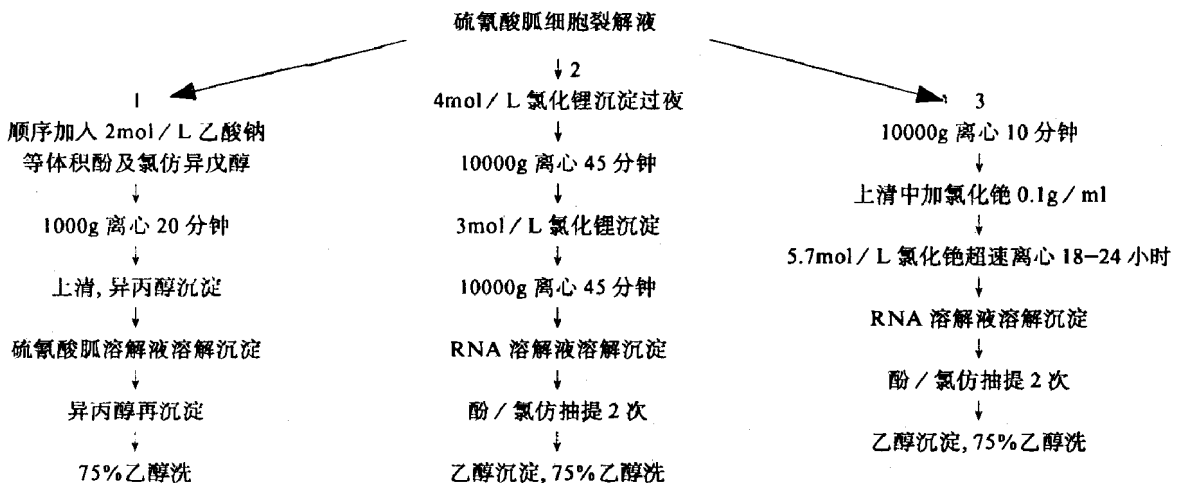 硫氰酸胍细胞裂解液
1
顺序加入 2mol/L 乙酸钠
等体积酚及氯仿异戊醇
↓
1000g 离心 20 分钟
↓
上清, 异丙醇沉淀
↓
硫氰酸胍溶解液溶解沉淀
↓
异丙醇再沉淀
↓
75%乙醇洗
↓ 2
4mol/L 氯化锂沉淀过夜
↓
10000g 离心 45 分钟
↓
3mol/L 氯化锂沉淀
↓
10000g 离心 45 分钟
↓
RNA 溶解液溶解沉淀
↓
酚/氯仿抽提 2 次
↓
乙醇沉淀, 75%乙醇洗
3
10000g 离心 10 分钟
↓
上清中加氯化铯 0.1g/ml
↓
5.7mol/L 氯化铯超速离心 18-24 小时
↓
RNA 溶解液溶解沉淀
↓
酚/氯仿抽提 2 次
↓
乙醇沉淀, 75%乙醇洗